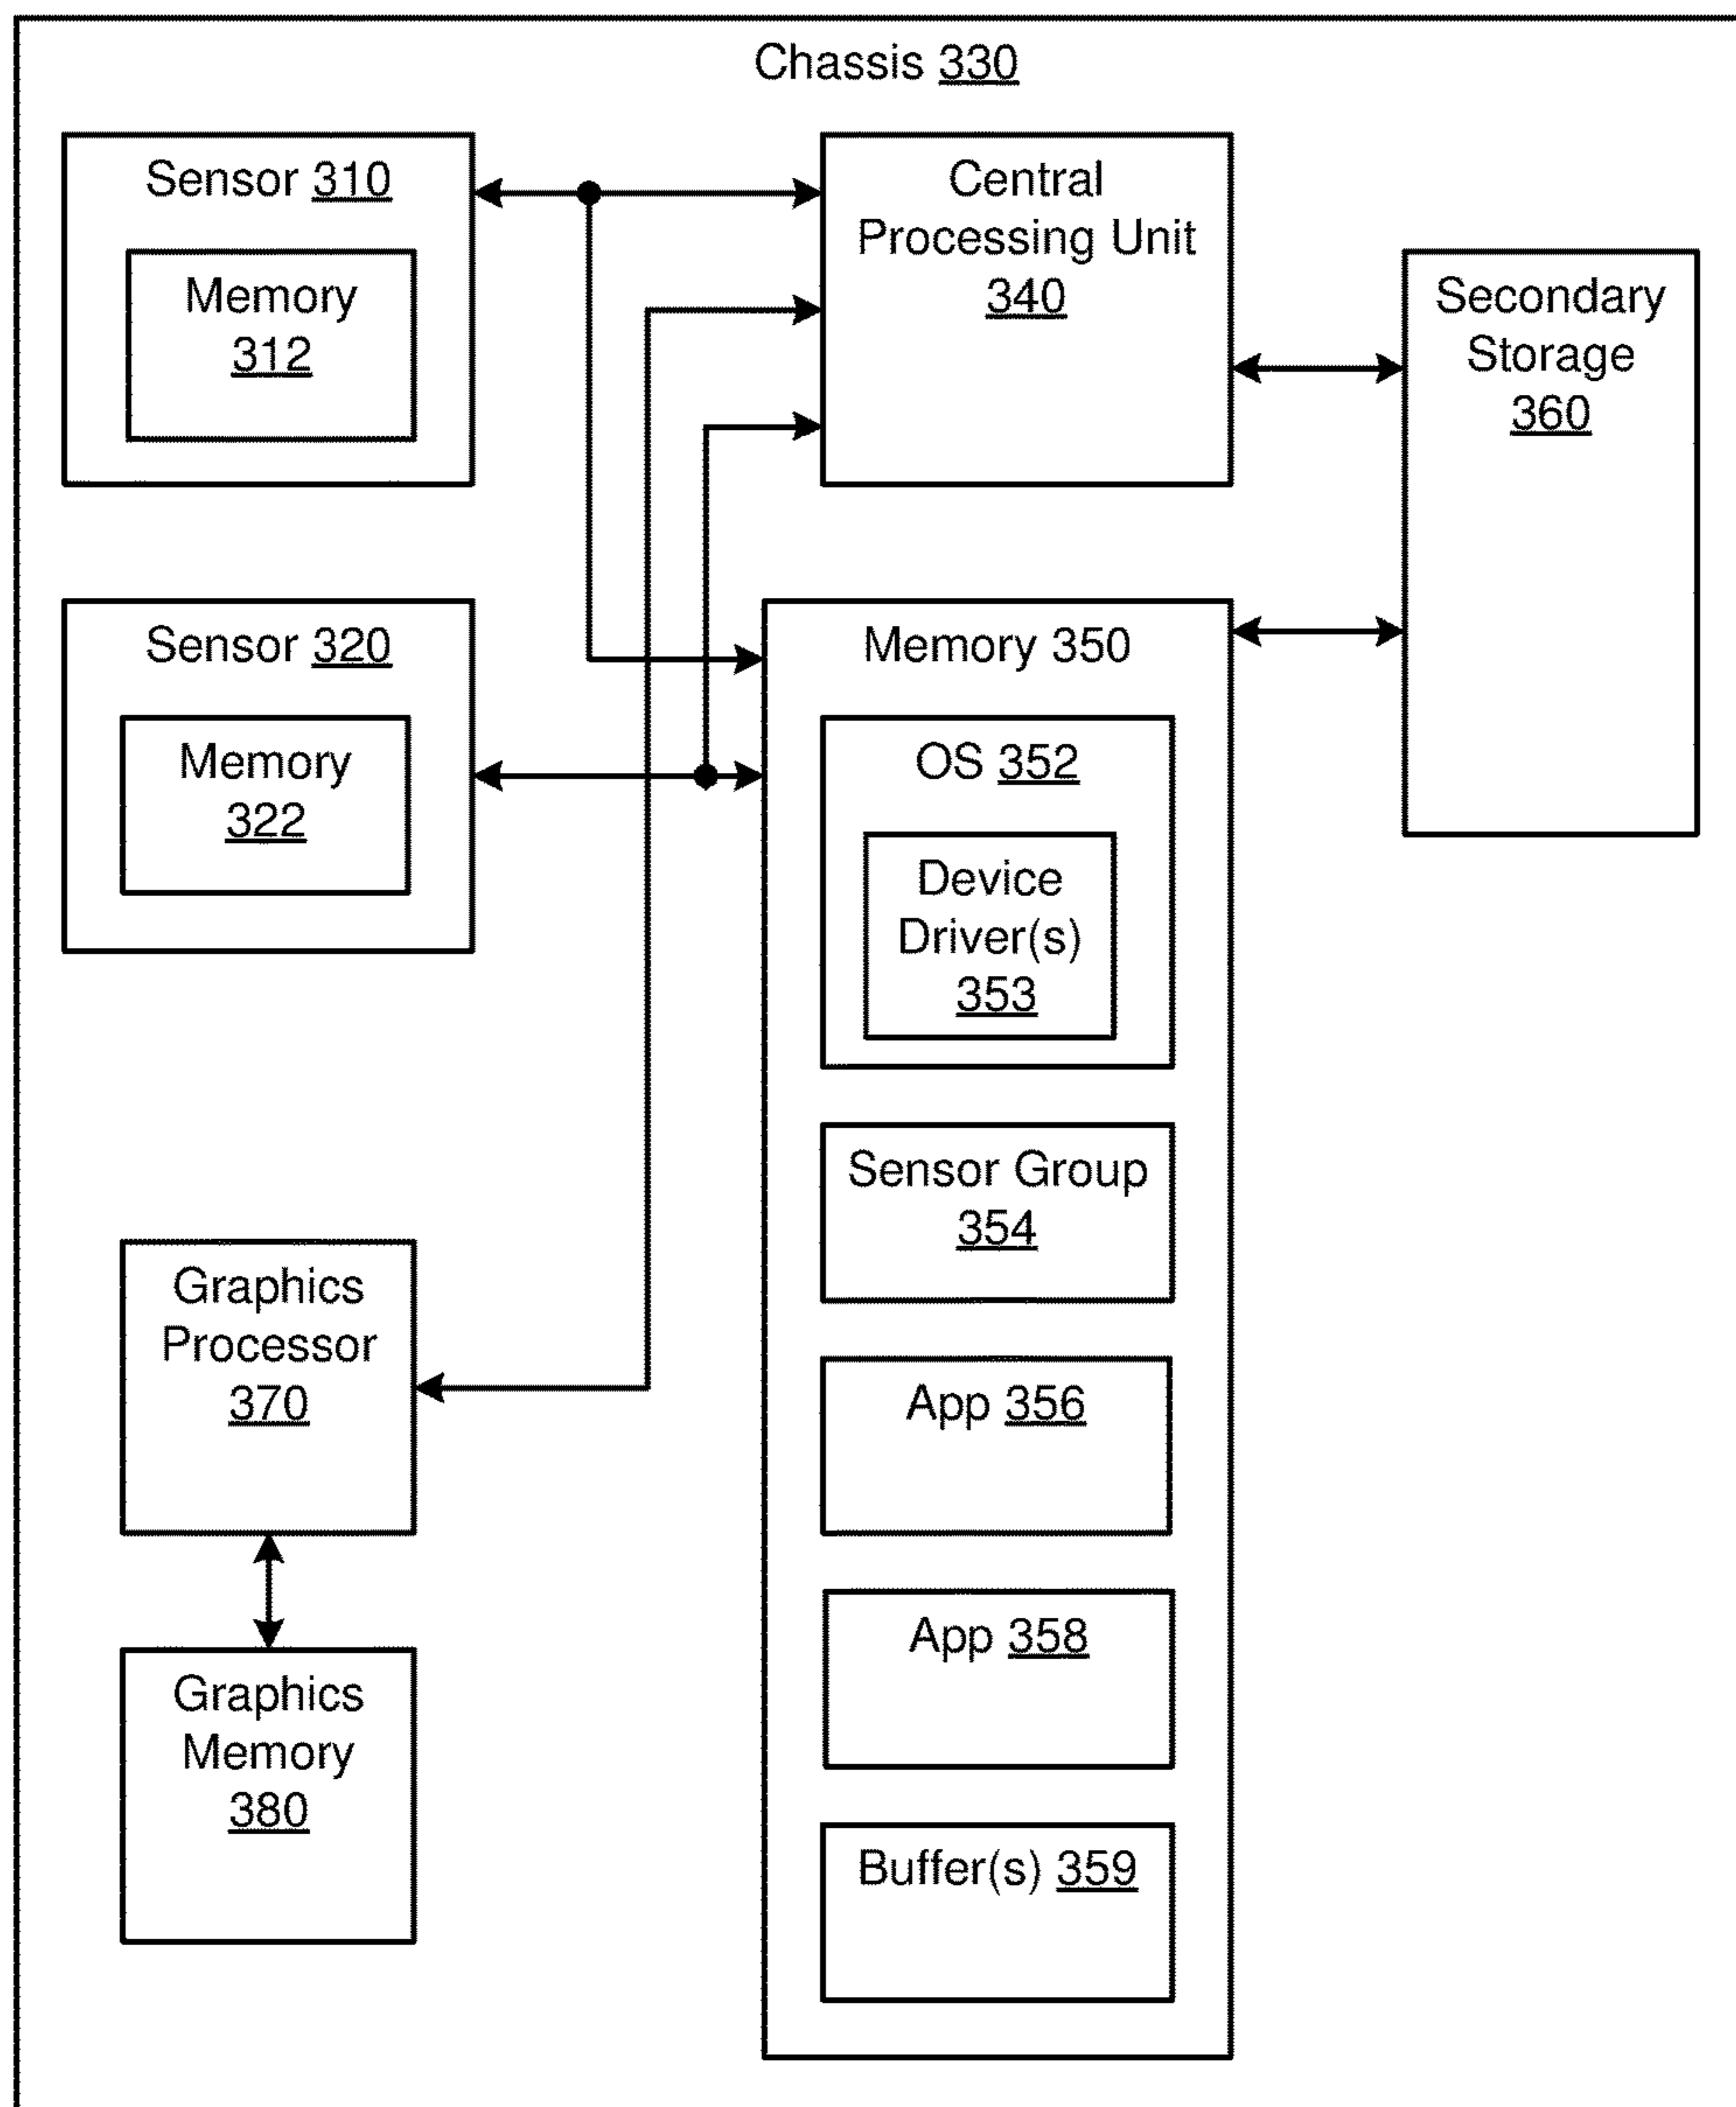 Chassis 330
Sensor 310
Memory
312
Central
Processing Unit
340
Secondary
Storage
360
Sensor 320
Memory
322
Memory 350
OS 352
Device
Driver(s)
353
Sensor Group
354
Graphics
Processor
370
App 356
App 358
Graphics
Memory
380
Buffer(s) 359